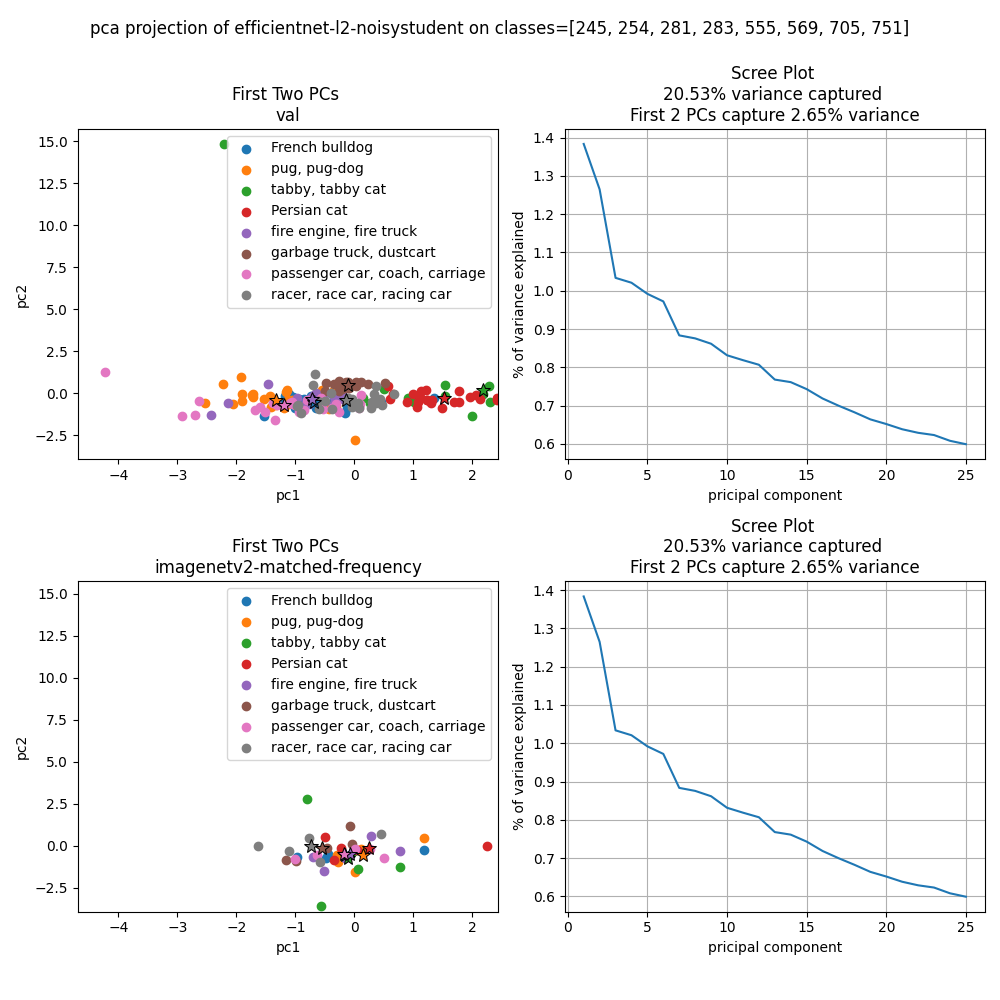 pca projection of efficientnet-l2-noisystudent on classes=[245, 254, 281, 283, 555, 569, 705, 751]
First Two PCs
val
15.0
12.5
10.0
7.5
5.0
2.5
0.0
−2.5
pc2
−4
−3
−2
−1
0
1
2
pc1
French bulldog
pug, pug-dog
tabby, tabby cat
Persian cat
fire engine, fire truck
garbage truck, dustcart
passenger car, coach, carriage
racer, race car, racing car
Scree Plot
20.53% variance captured
First 2 PCs capture 2.65% variance
1.4
1.3
1.2
1.1
1.0
0.9
0.8
0.7
0.6
% of variance explained
0
5
10
15
20
25
pricipal component
First Two PCs
imagenetv2-matched-frequency
15.0
12.5
10.0
7.5
5.0
2.5
0.0
−2.5
pc2
−4
−3
−2
−1
0
1
2
pc1
French bulldog
pug, pug-dog
tabby, tabby cat
Persian cat
fire engine, fire truck
garbage truck, dustcart
passenger car, coach, carriage
racer, race car, racing car
Scree Plot
20.53% variance captured
First 2 PCs capture 2.65% variance
1.4
1.3
1.2
1.1
1.0
0.9
0.8
0.7
0.6
% of variance explained
0
5
10
15
20
25
pricipal component